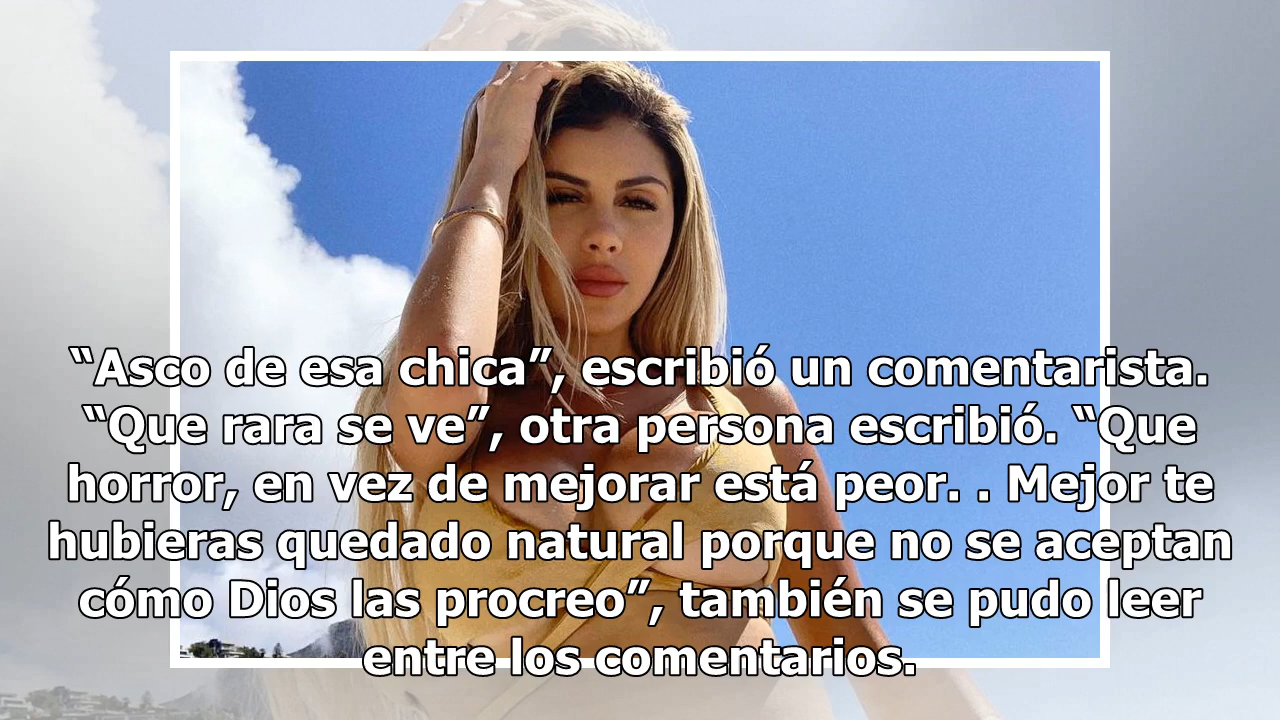 “Asco de esa chica”, escribió un comentarista.
“Que rara se ve”, otra persona escribió. “Que
horror, en vez de mejorar está peor. . Mejor te
hubieras quedado natural porque no se aceptan
cómo Dios las procreo”, también se pudo leer
entre los comentarios.